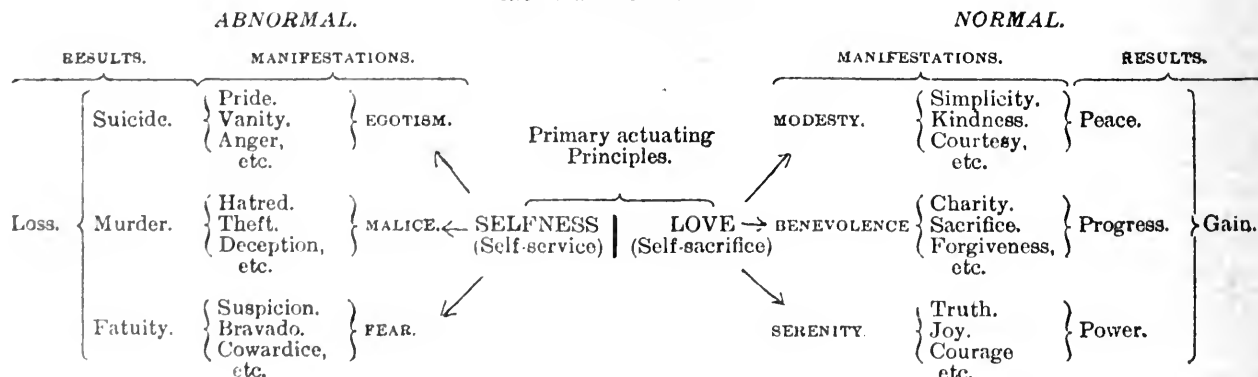 ABNORMAL. NORMAL.
RESULTS. MANIFESTATIONS. MANIFESTATIONS. RESULTS.
Suicide. Pride. Vanity. Anger, etc. EGOTISM.
Primary actuating
Principles.
MODESTY. Simplicity. Kindness. Courtesy, etc. Peace.
Loss. Murder. Hatred. Theft. Deception, etc. MALICE.
SELFNESS
(Self-service)
LOVE
(Self-sacrifice)
BENEVOLENCE Charity. Sacrifice. Forgiveness, etc. Progress. Gain.
Fatuity. Suspicion. Bravado. Cowardice, etc. FEAR.
SERENITY. Truth. Joy. Courage etc. Power.